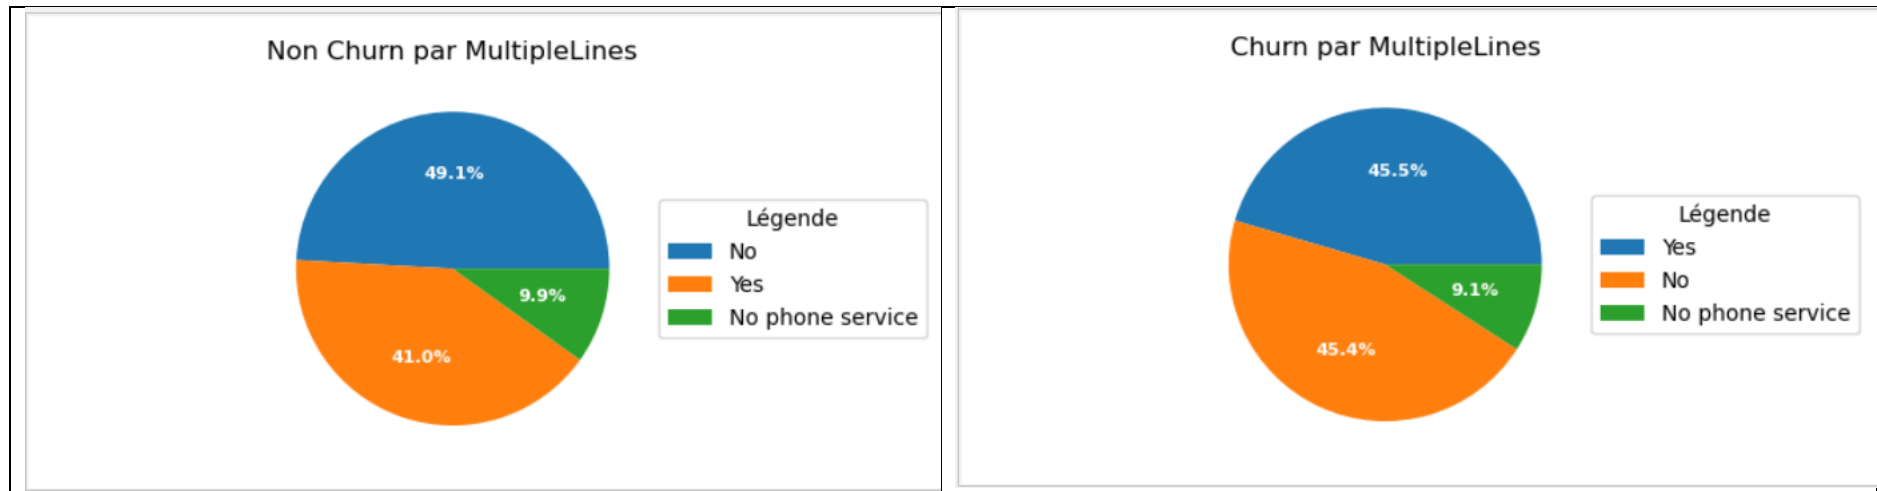 Non Churn par MultipleLines
49.1%
41.0%
9.9%
Légende
No
Yes
No phone service
Churn par MultipleLines
45.5%
45.4%
9.1%
Légende
Yes
No
No phone service